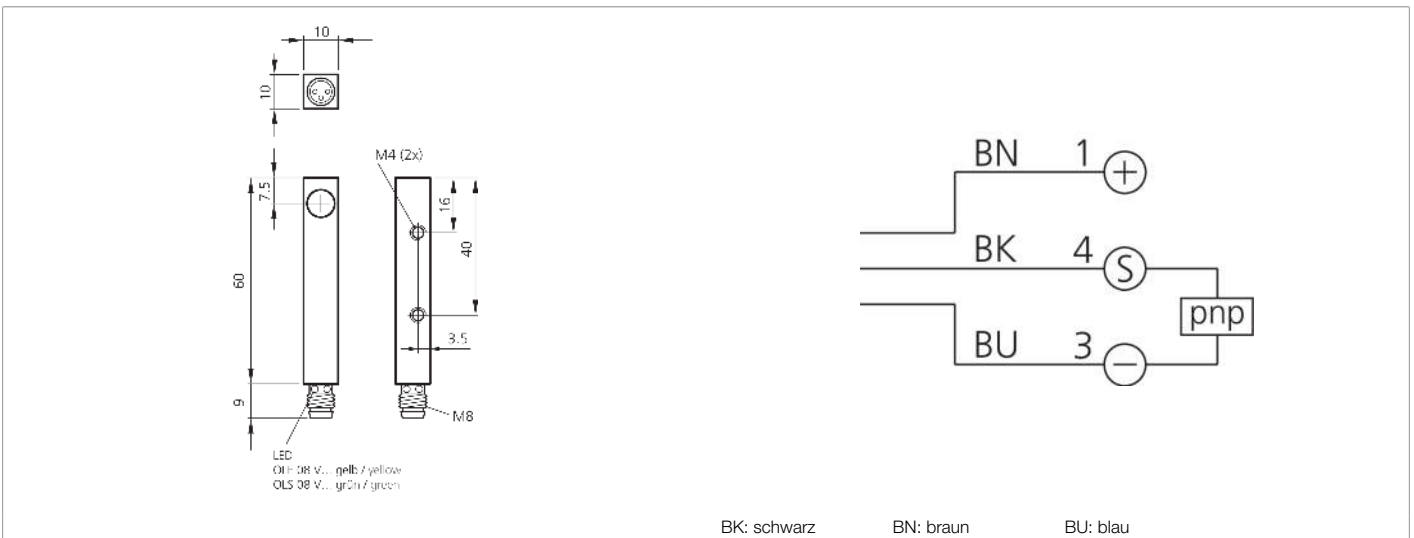 10
10
M4 (2x)
7.5
16
40
60
3.5
9
M8
LED
OLE 08 V... gelb / yellow
OLS 08 V... grün / green
BN 1 +
BK 4 S
pnp
BU 3 −
BK: schwarz BN: braun BU: blau